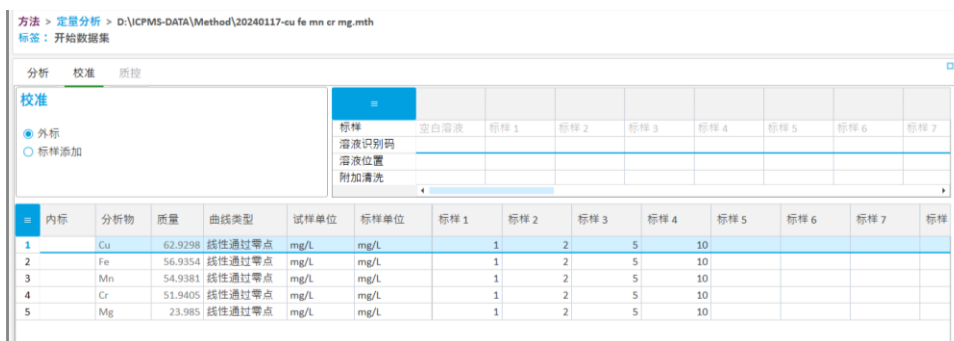 方法 > 定量分析 > D:\ICPMS-DATA\Method\20240117-cu fe mn cr mg.mth
标签： 开始数据集
分析 校准 质控
校准
外标
标样添加
标样 空白溶液 标样 1 标样 2 标样 3 标样 4 标样 5 标样 6 标样 7
溶液识别码
溶液位置
附加清洗
内标 分析物 质量 曲线类型 试样单位 标样单位 标样 1 标样 2 标样 3 标样 4 标样 5 标样 6 标样 7 标样
1 Cu 62.9298 线性通过零点 mg/L mg/L 1 2 5 10
2 Fe 56.9354 线性通过零点 mg/L mg/L 1 2 5 10
3 Mn 54.9381 线性通过零点 mg/L mg/L 1 2 5 10
4 Cr 51.9405 线性通过零点 mg/L mg/L 1 2 5 10
5 Mg 23.985 线性通过零点 mg/L mg/L 1 2 5 10